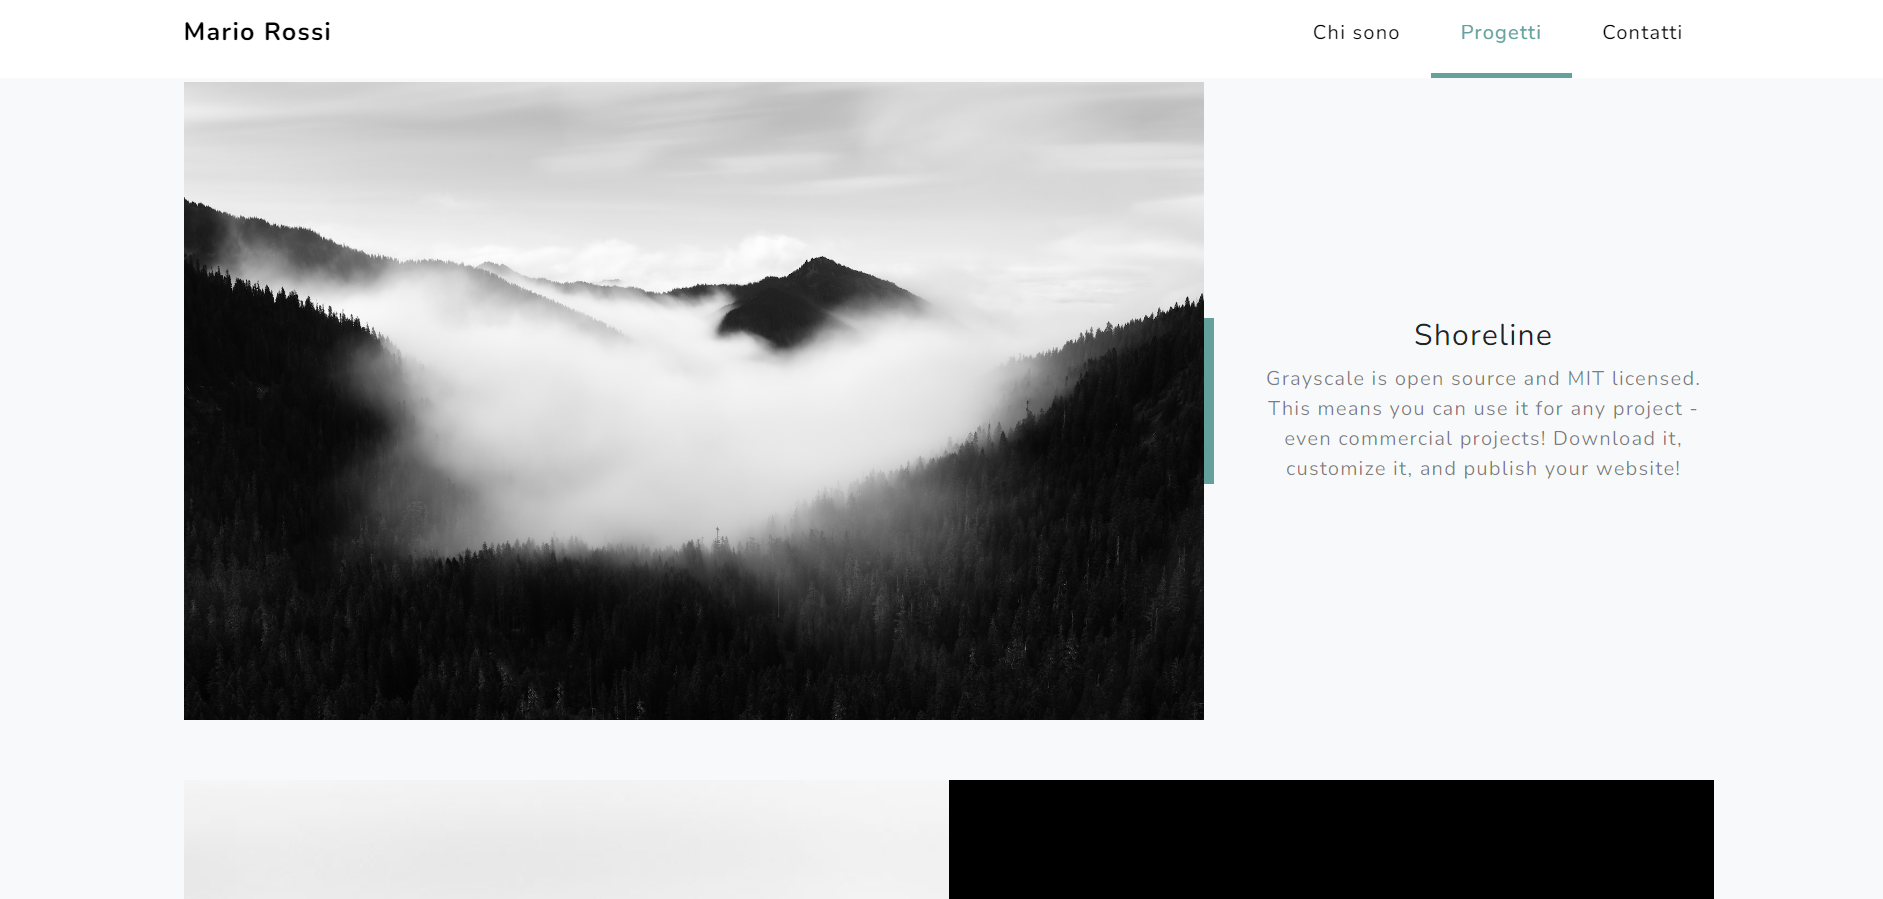 Mario Rossi
Chi sono
Progetti
Contatti
Shoreline
Grayscale is open source and MIT licensed.
This means you can use it for any project -
even commercial projects! Download it,
customize it, and publish your website!